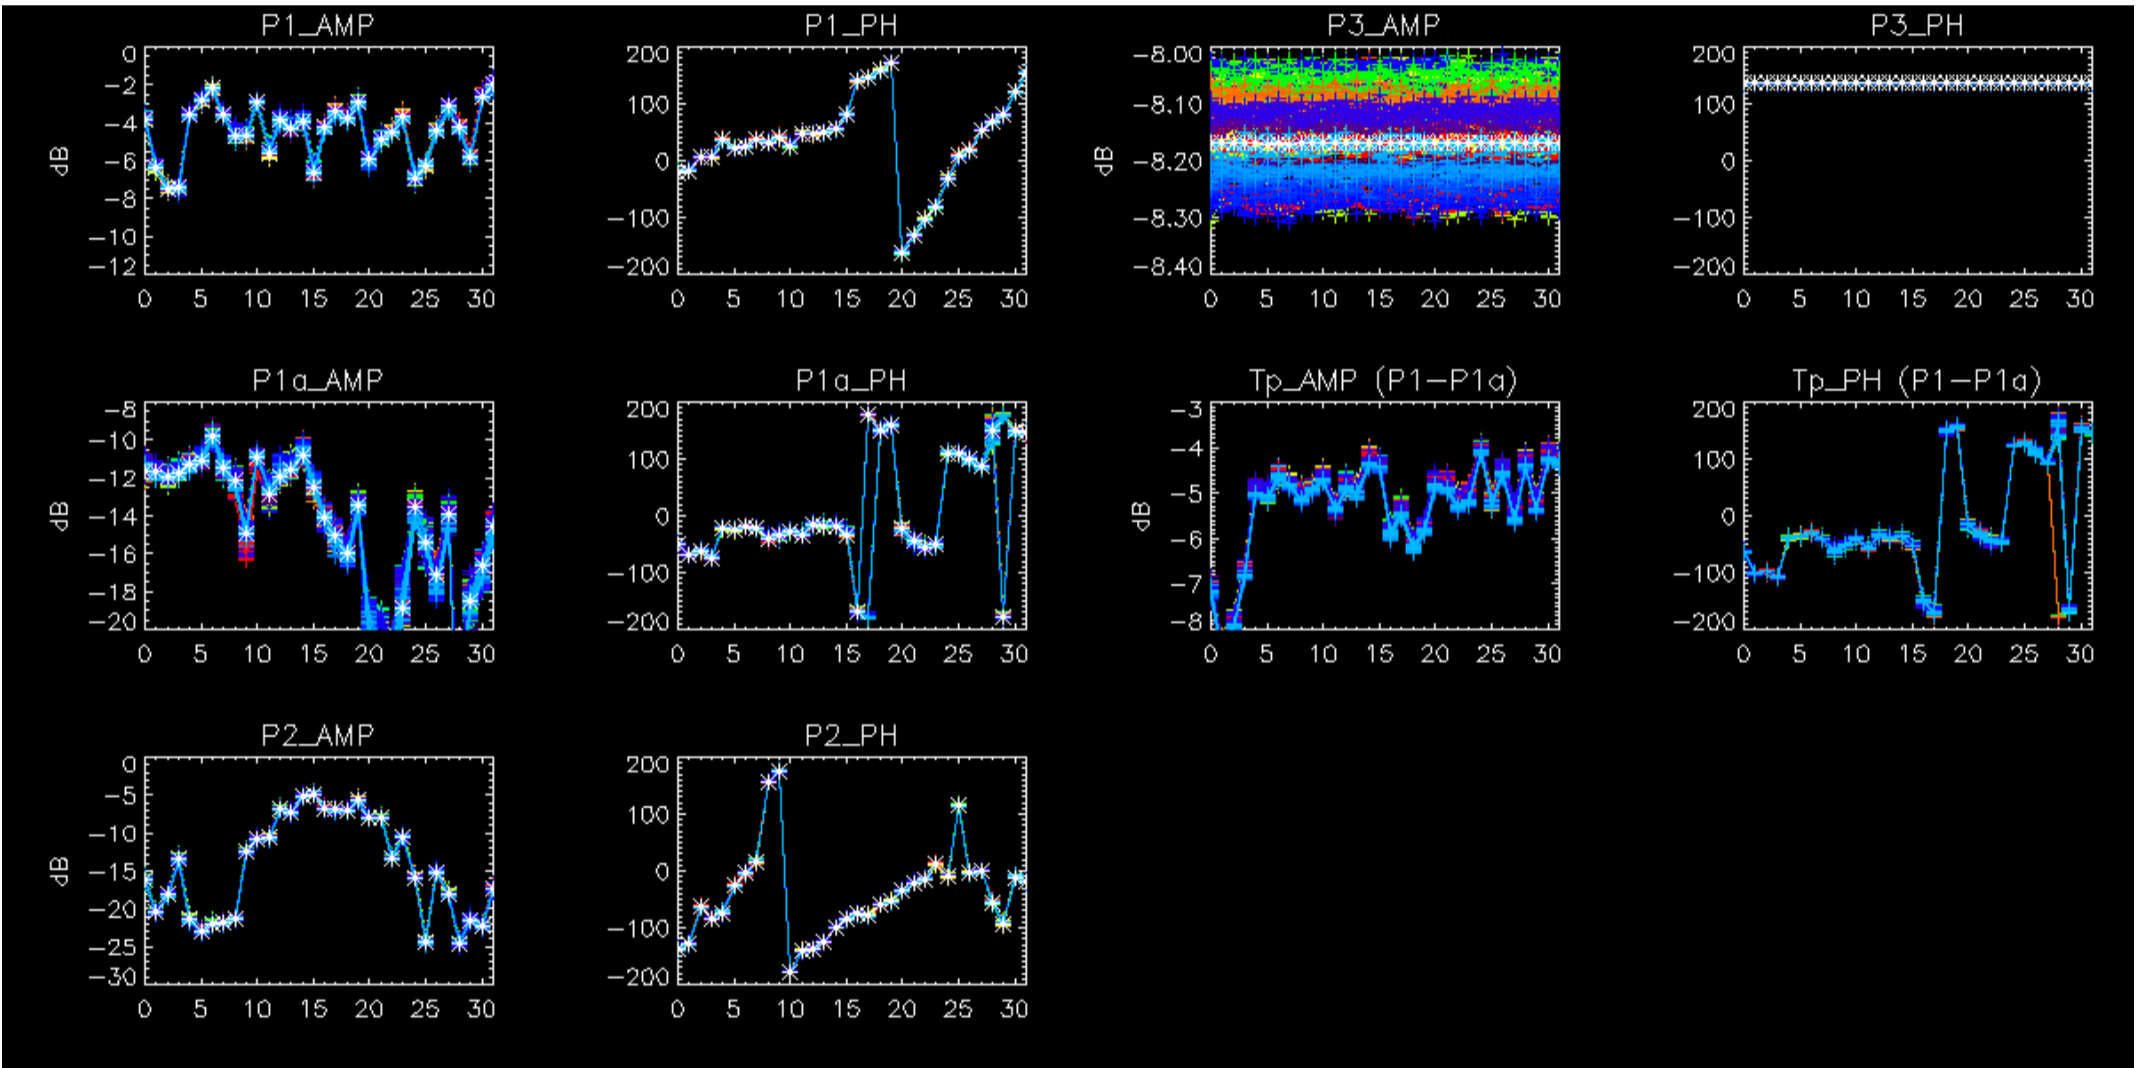 P1_AMP
dB
0
−2
−4
−6
−8
−10
−12
0 5 10 15 20 25 30
P1_PH
200
100
0
−100
−200
0 5 10 15 20 25 30
P3_AMP
dB
−8.00
−8.10
−8.20
−8.30
−8.40
0 5 10 15 20 25 30
P3_PH
200
100
0
−100
−200
0 5 10 15 20 25 30
P1a_AMP
dB
−8
−10
−12
−14
−16
−18
−20
0 5 10 15 20 25 30
P1a_PH
200
100
0
−100
−200
0 5 10 15 20 25 30
Tp_AMP (P1−P1a)
dB
−3
−4
−5
−6
−7
−8
0 5 10 15 20 25 30
Tp_PH (P1−P1a)
200
100
0
−100
−200
0 5 10 15 20 25 30
P2_AMP
dB
0
−5
−10
−15
−20
−25
−30
0 5 10 15 20 25 30
P2_PH
200
100
0
−100
−200
0 5 10 15 20 25 30